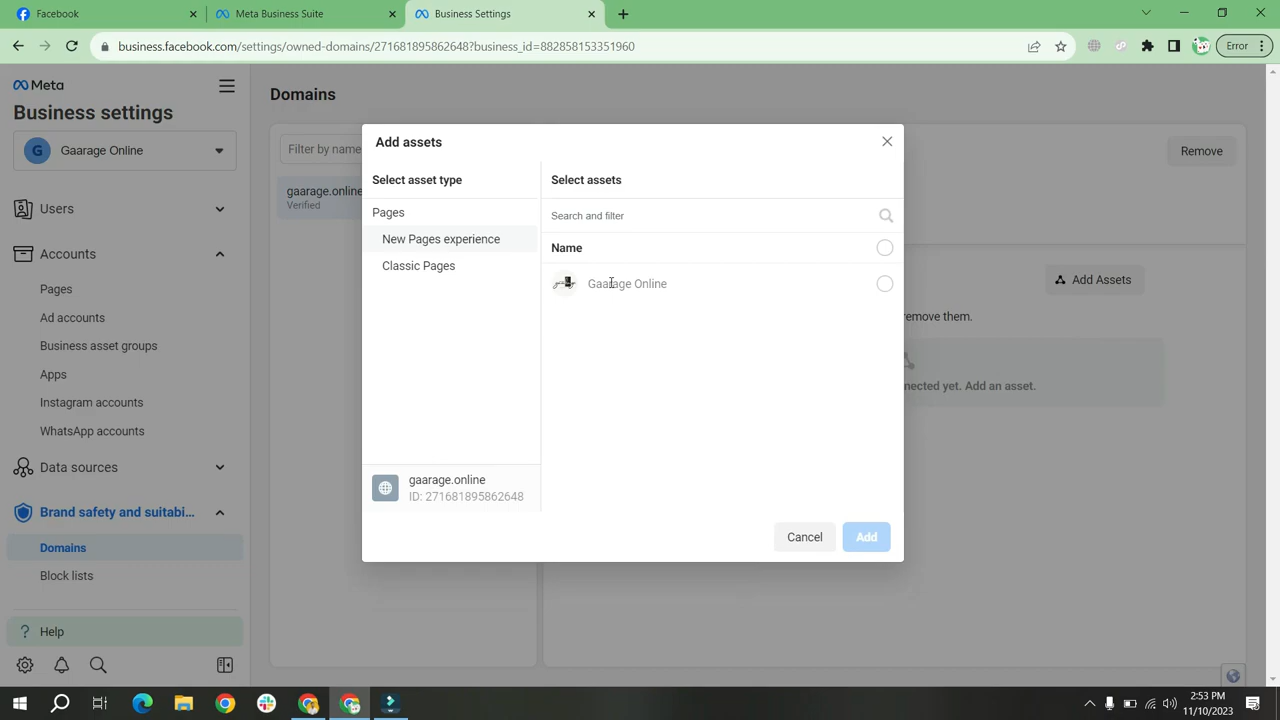 Facebook
Meta Business Suite
Business Settings
business.facebook.com/settings/owned-domains/271681895862648?business_id=882858153351960
Error
Meta
Business settings
G Gaarage Online
Users
Accounts
Pages
Ad accounts
Business asset groups
Apps
Instagram accounts
WhatsApp accounts
Data sources
Brand safety and suitabi...
Domains
Block lists
? Help
Domains
Filter by name
gaarage.online
Verified
Remove
Add Assets
remove them.
nected yet. Add an asset.
Add assets
Select asset type
Pages
New Pages experience
Classic Pages
gaarage.online
ID: 271681895862648
Select assets
Search and filter
Name
Gaarage Online
Cancel
Add
2:53 PM
11/10/2023